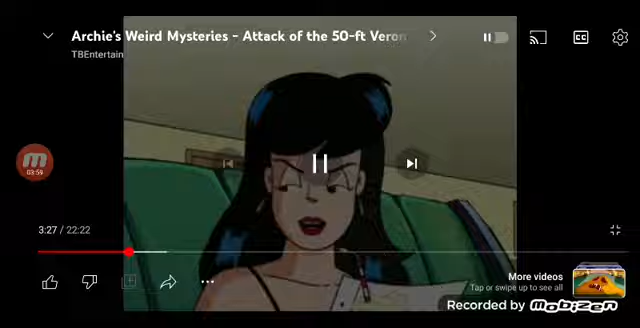 Archie's Weird Mysteries - Attack of the 50-ft Veron
TBEntertain
CC
M
03:59
3:27 / 22:22
More videos
Tap or swipe up to see all
Recorded by Mobizen